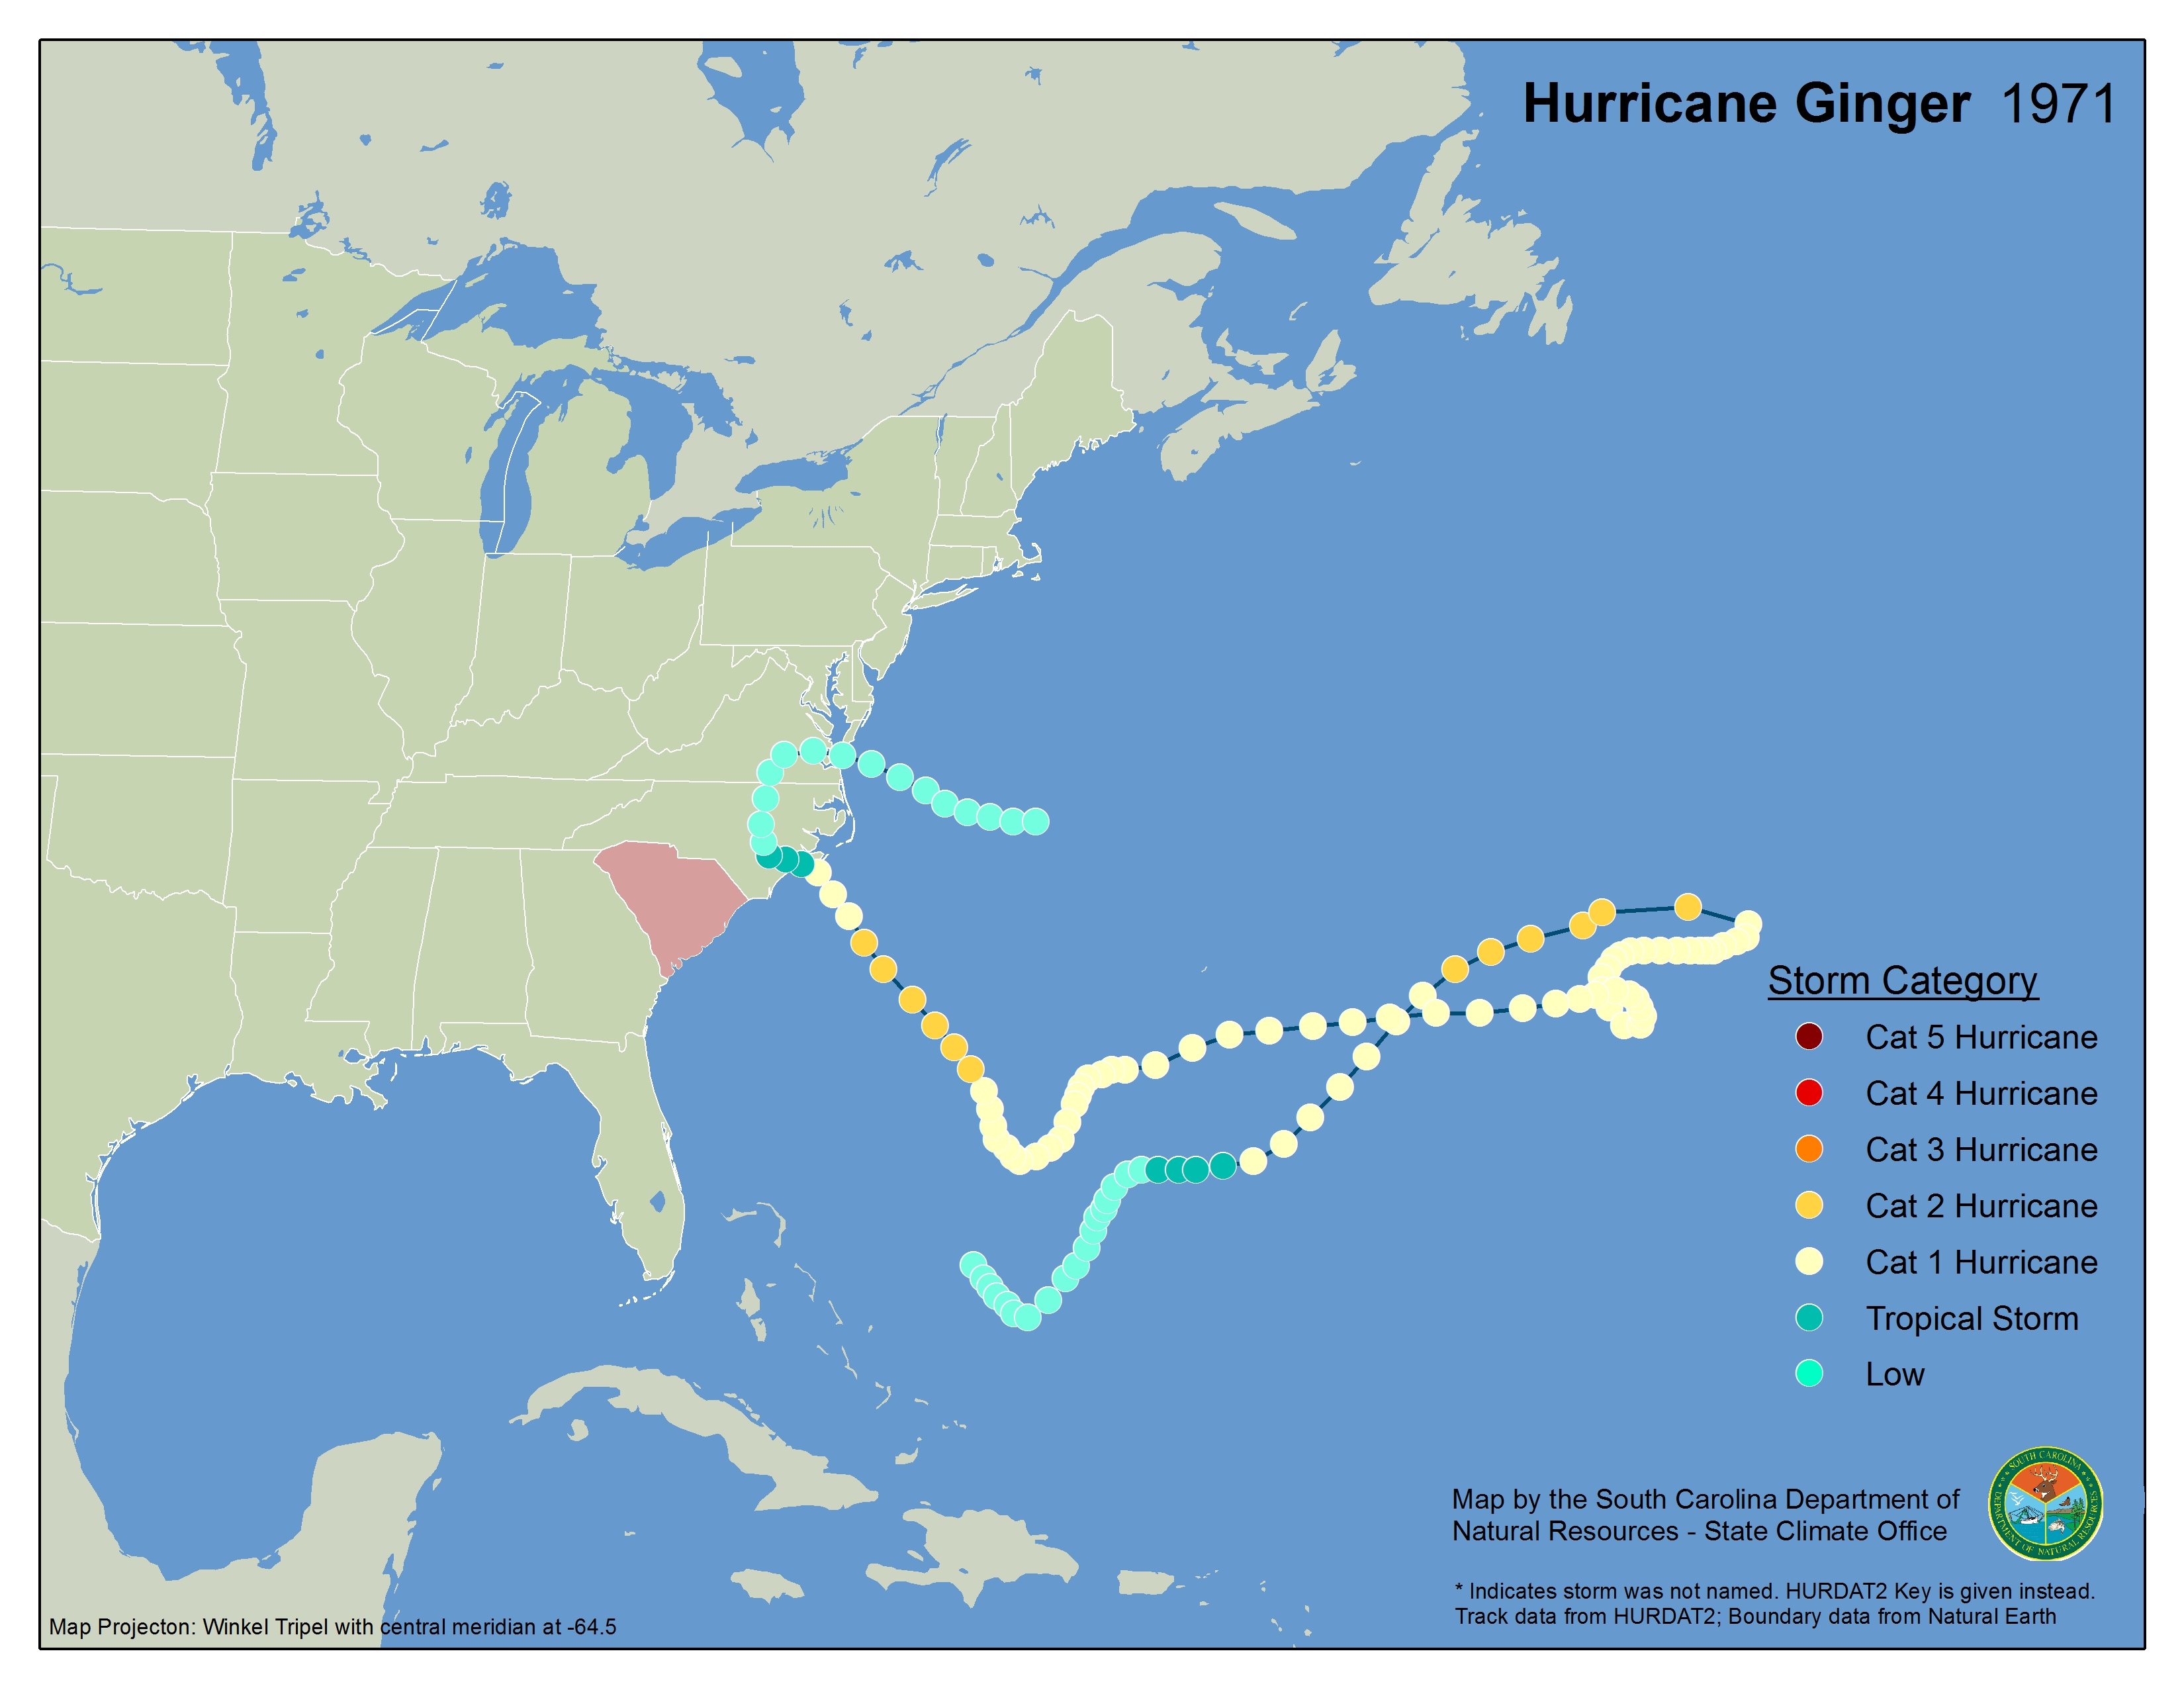 Hurricane Ginger 1971
Storm Category
Cat 5 Hurricane
Cat 4 Hurricane
Cat 3 Hurricane
Cat 2 Hurricane
Cat 1 Hurricane
Tropical Storm
Low
Map by the South Carolina Department of
Natural Resources - State Climate Office
SOUTH CAROLINA
DEPARTMENT OF NATURAL RESOURCES
* Indicates storm was not named. HURDAT2 Key is given instead.
Track data from HURDAT2; Boundary data from Natural Earth
Map Projecton: Winkel Tripel with central meridian at -64.5